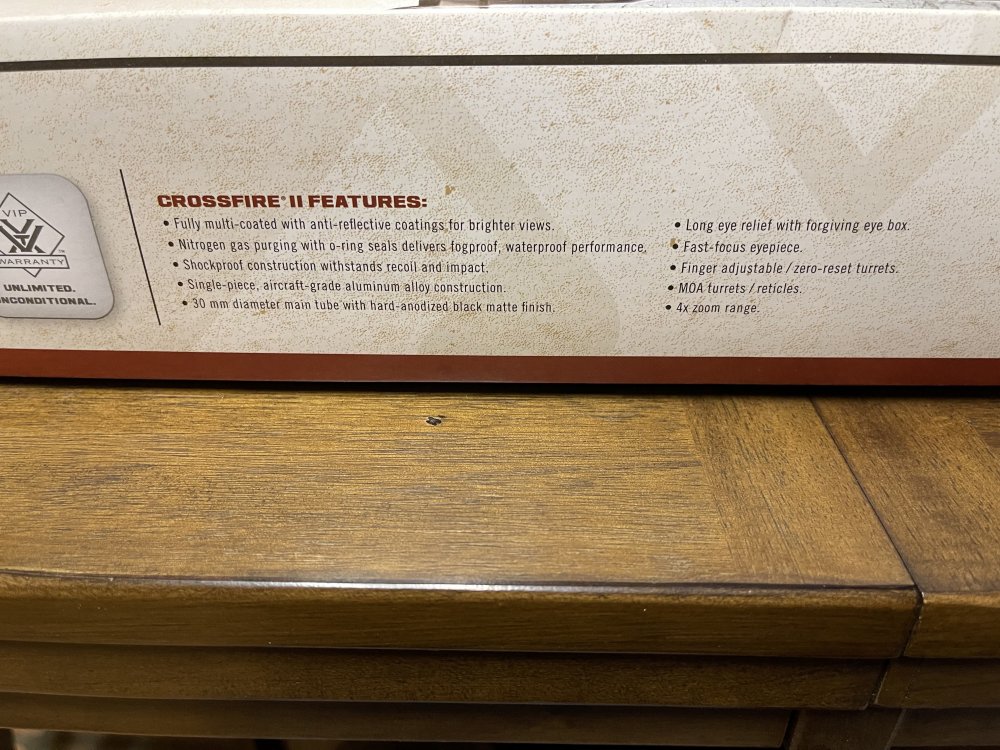 VIP
WARRANTY
UNLIMITED.
UNCONDITIONAL.
CROSSFIRE® II FEATURES:
• Fully multi-coated with anti-reflective coatings for brighter views.
• Nitrogen gas purging with o-ring seals delivers fogproof, waterproof performance.
• Shockproof construction withstands recoil and impact.
• Single-piece, aircraft-grade aluminum alloy construction.
• 30 mm diameter main tube with hard-anodized black matte finish.
• Long eye relief with forgiving eye box.
• Fast-focus eyepiece.
• Finger adjustable / zero-reset turrets.
• MOA turrets / reticles.
• 4x zoom range.